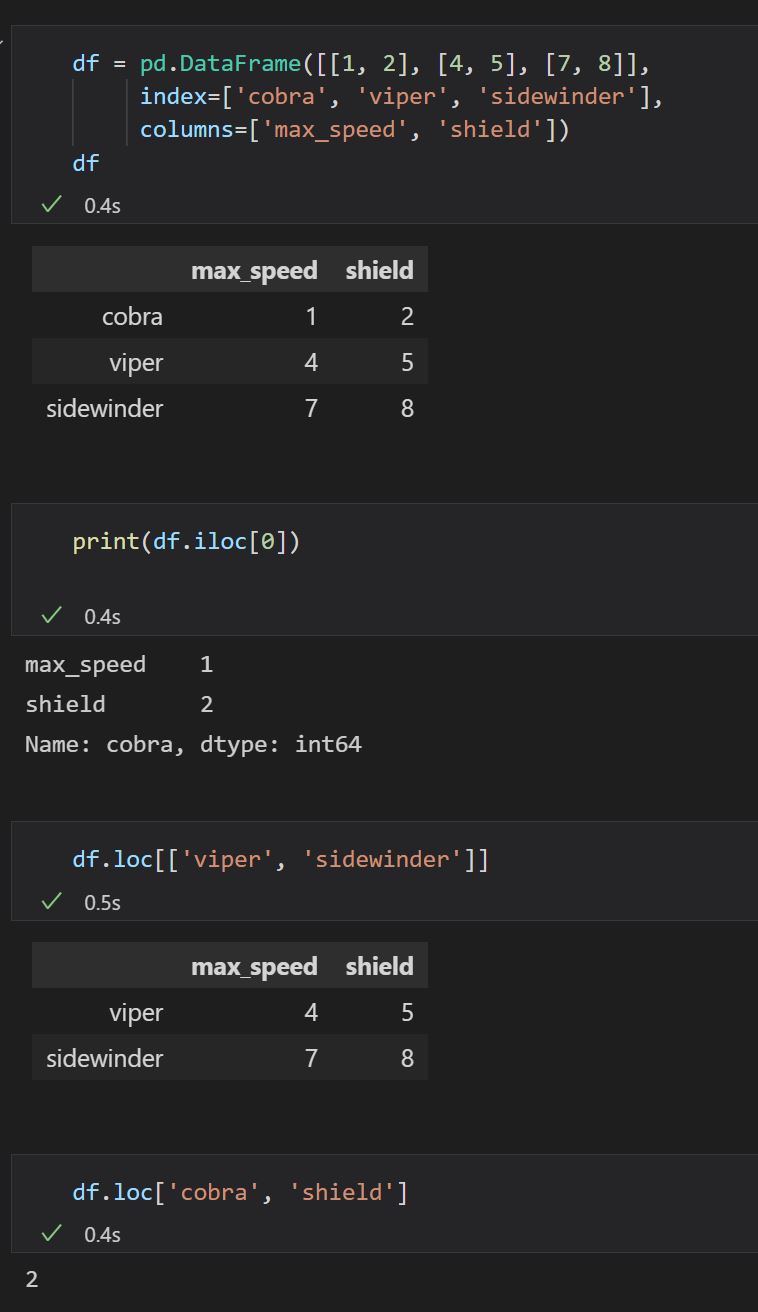 df = pd.DataFrame([[1, 2], [4, 5], [7, 8]],
index=['cobra', 'viper', 'sidewinder'],
columns=['max_speed', 'shield'])
df
0.4s
max_speed shield
cobra 1 2
viper 4 5
sidewinder 7 8
print(df.iloc[0])
0.4s
max_speed 1
shield 2
Name: cobra, dtype: int64
df.loc[['viper', 'sidewinder']]
0.5s
max_speed shield
viper 4 5
sidewinder 7 8
df.loc['cobra', 'shield']
0.4s
2